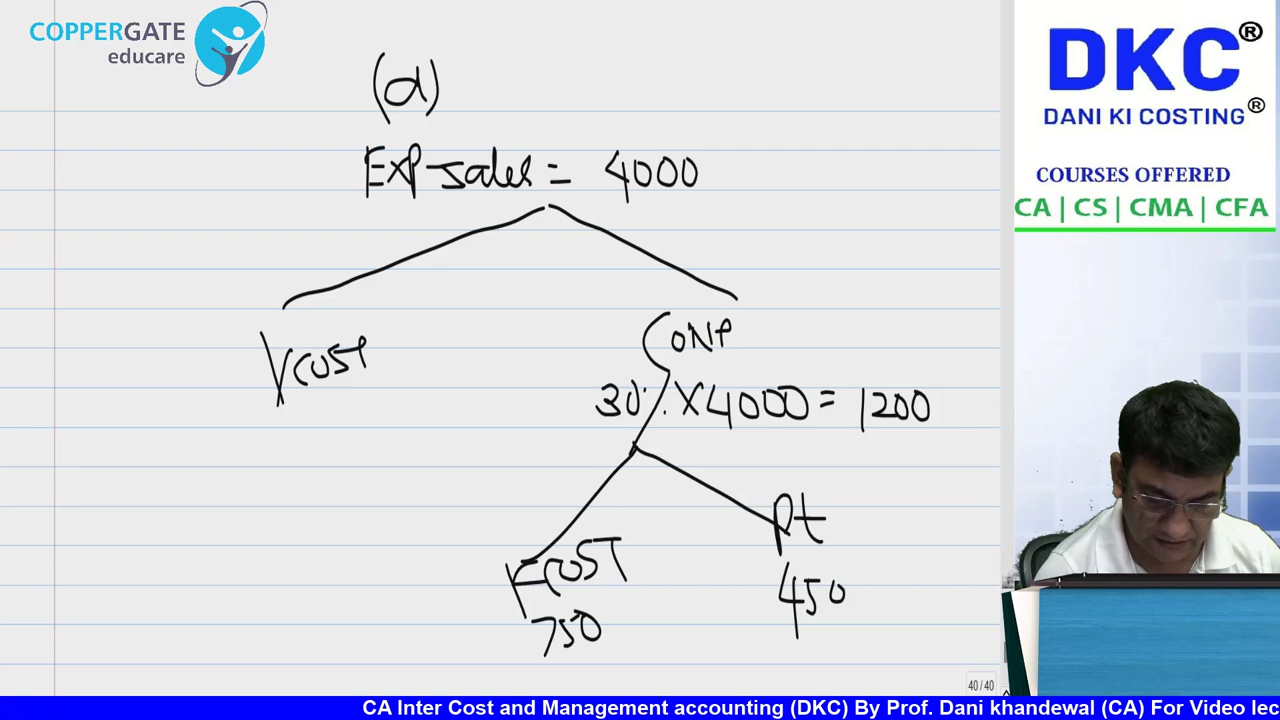 COPPERGATE
educare
(d)
Exp sales = 4000
V cost
Cont
30% X 4000 = 1200
F cost
Pt
750
450
40/40
DKC®
DANI KI COSTING®
COURSES OFFERED
CA | CS | CMA | CFA
CA Inter Cost and Management accounting (DKC) By Prof. Dani khandewal (CA) For Video lec